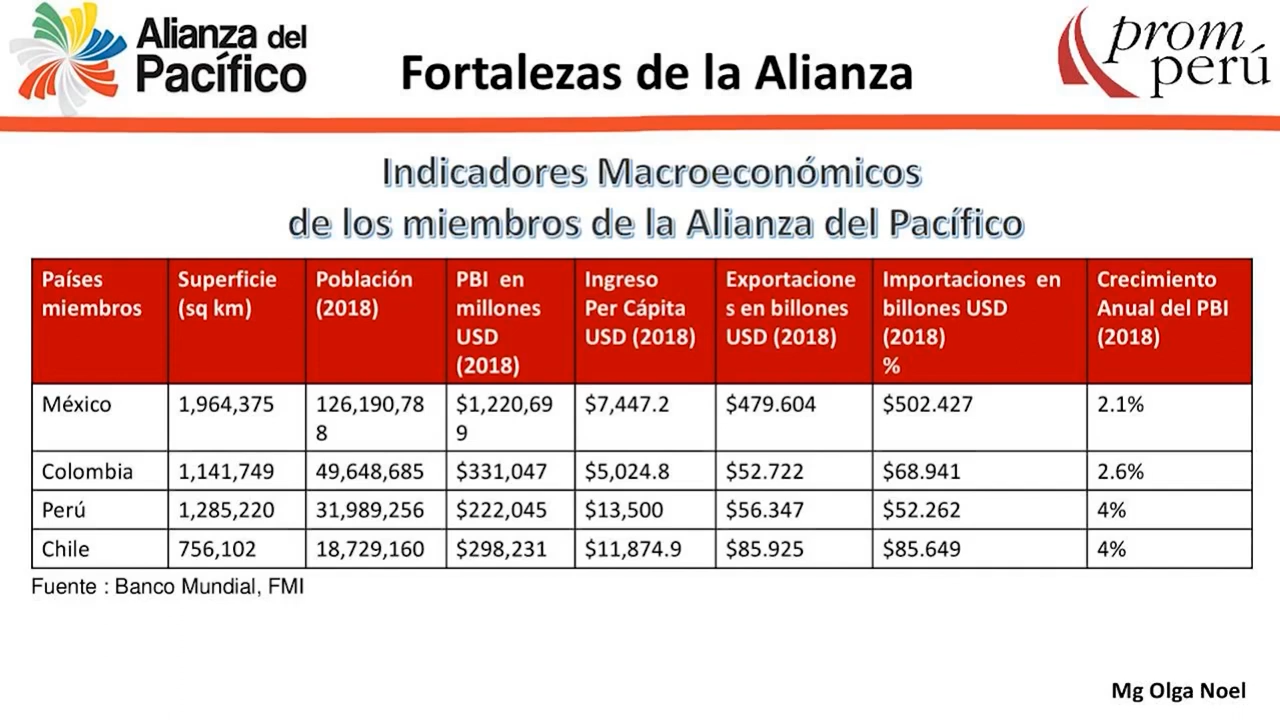 Alianza del
Pacífico
Fortalezas de la Alianza
prom
perú
Indicadores Macroeconómicos
de los miembros de la Alianza del Pacífico
Países miembros | Superficie (sq km) | Población (2018) | PBI en millones USD (2018) | Ingreso Per Cápita USD (2018) | Exportacione s en billones USD (2018) | Importaciones en billones USD (2018) % | Crecimiento Anual del PBI (2018)
México | 1,964,375 | 126,190,78 8 | $1,220,69 9 | $7,447.2 | $479.604 | $502.427 | 2.1%
Colombia | 1,141,749 | 49,648,685 | $331,047 | $5,024.8 | $52.722 | $68.941 | 2.6%
Perú | 1,285,220 | 31,989,256 | $222,045 | $13,500 | $56.347 | $52.262 | 4%
Chile | 756,102 | 18,729,160 | $298,231 | $11,874.9 | $85.925 | $85.649 | 4%
Fuente : Banco Mundial, FMI
Mg Olga Noel